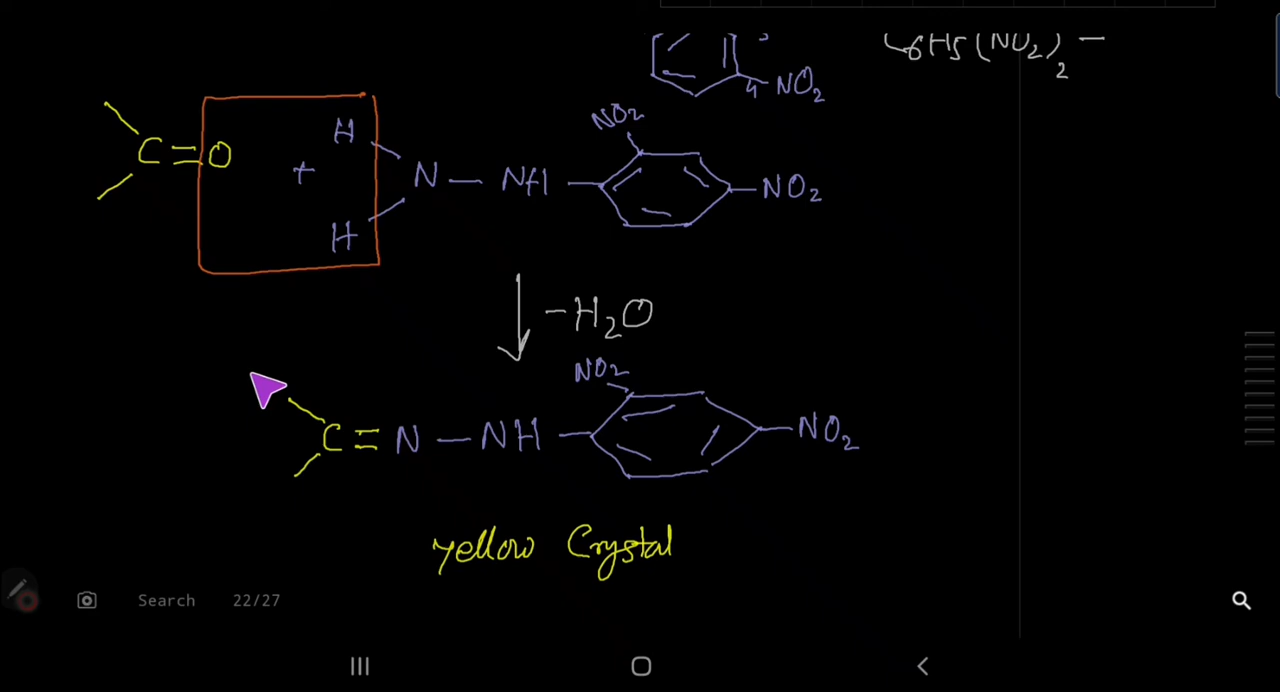 C6H5(NO2)2 -
4 NO2
NO2
C=O + H H N - NH NO2
- H2O
NO2
C=N - NH NO2
Yellow Crystal
Search 22/27